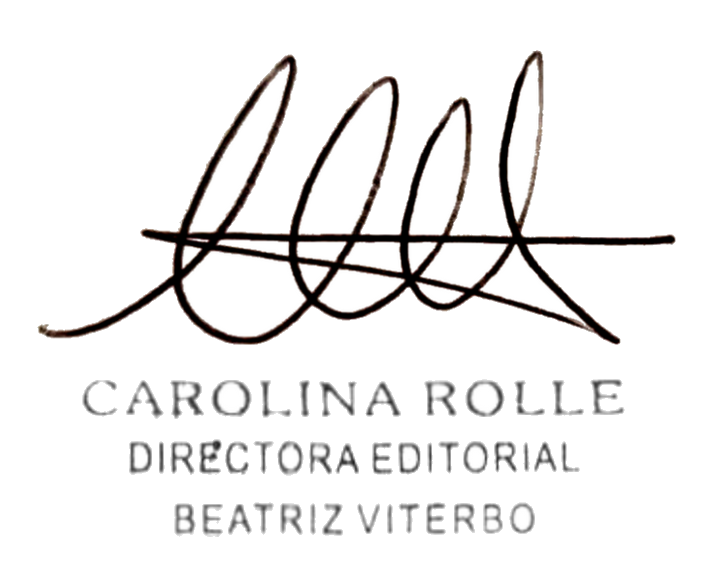 CAROLINA ROLLE
DIRECTORA EDITORIAL
BEATRIZ VITERBO